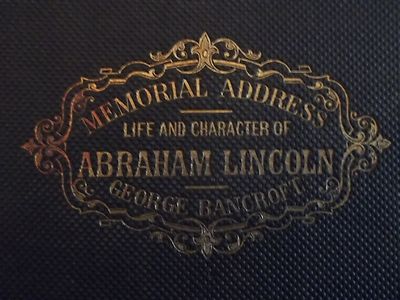 MEMORIAL ADDRESS
LIFE AND CHARACTER OF
ABRAHAM LINCOLN
GEORGE BANCROFT